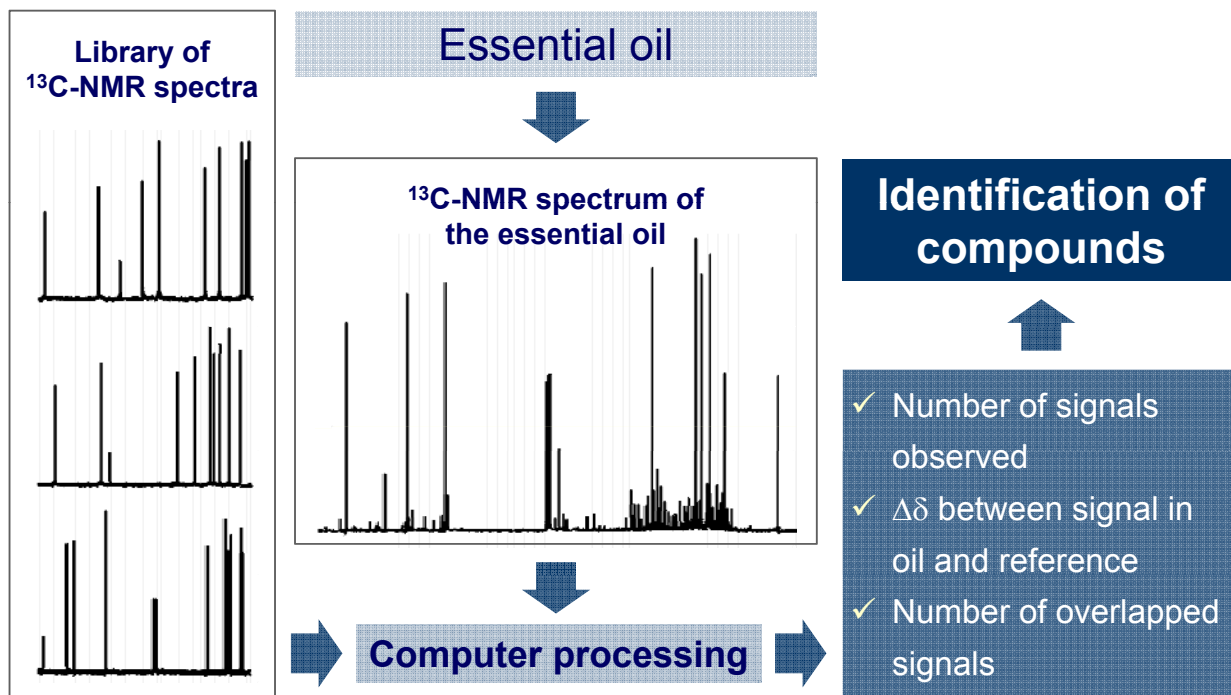 Library of
¹³C-NMR spectra
Essential oil
¹³C-NMR spectrum of
the essential oil
Computer processing
Identification of
compounds
✓ Number of signals
observed
✓ Δδ between signal in
oil and reference
✓ Number of overlapped
signals